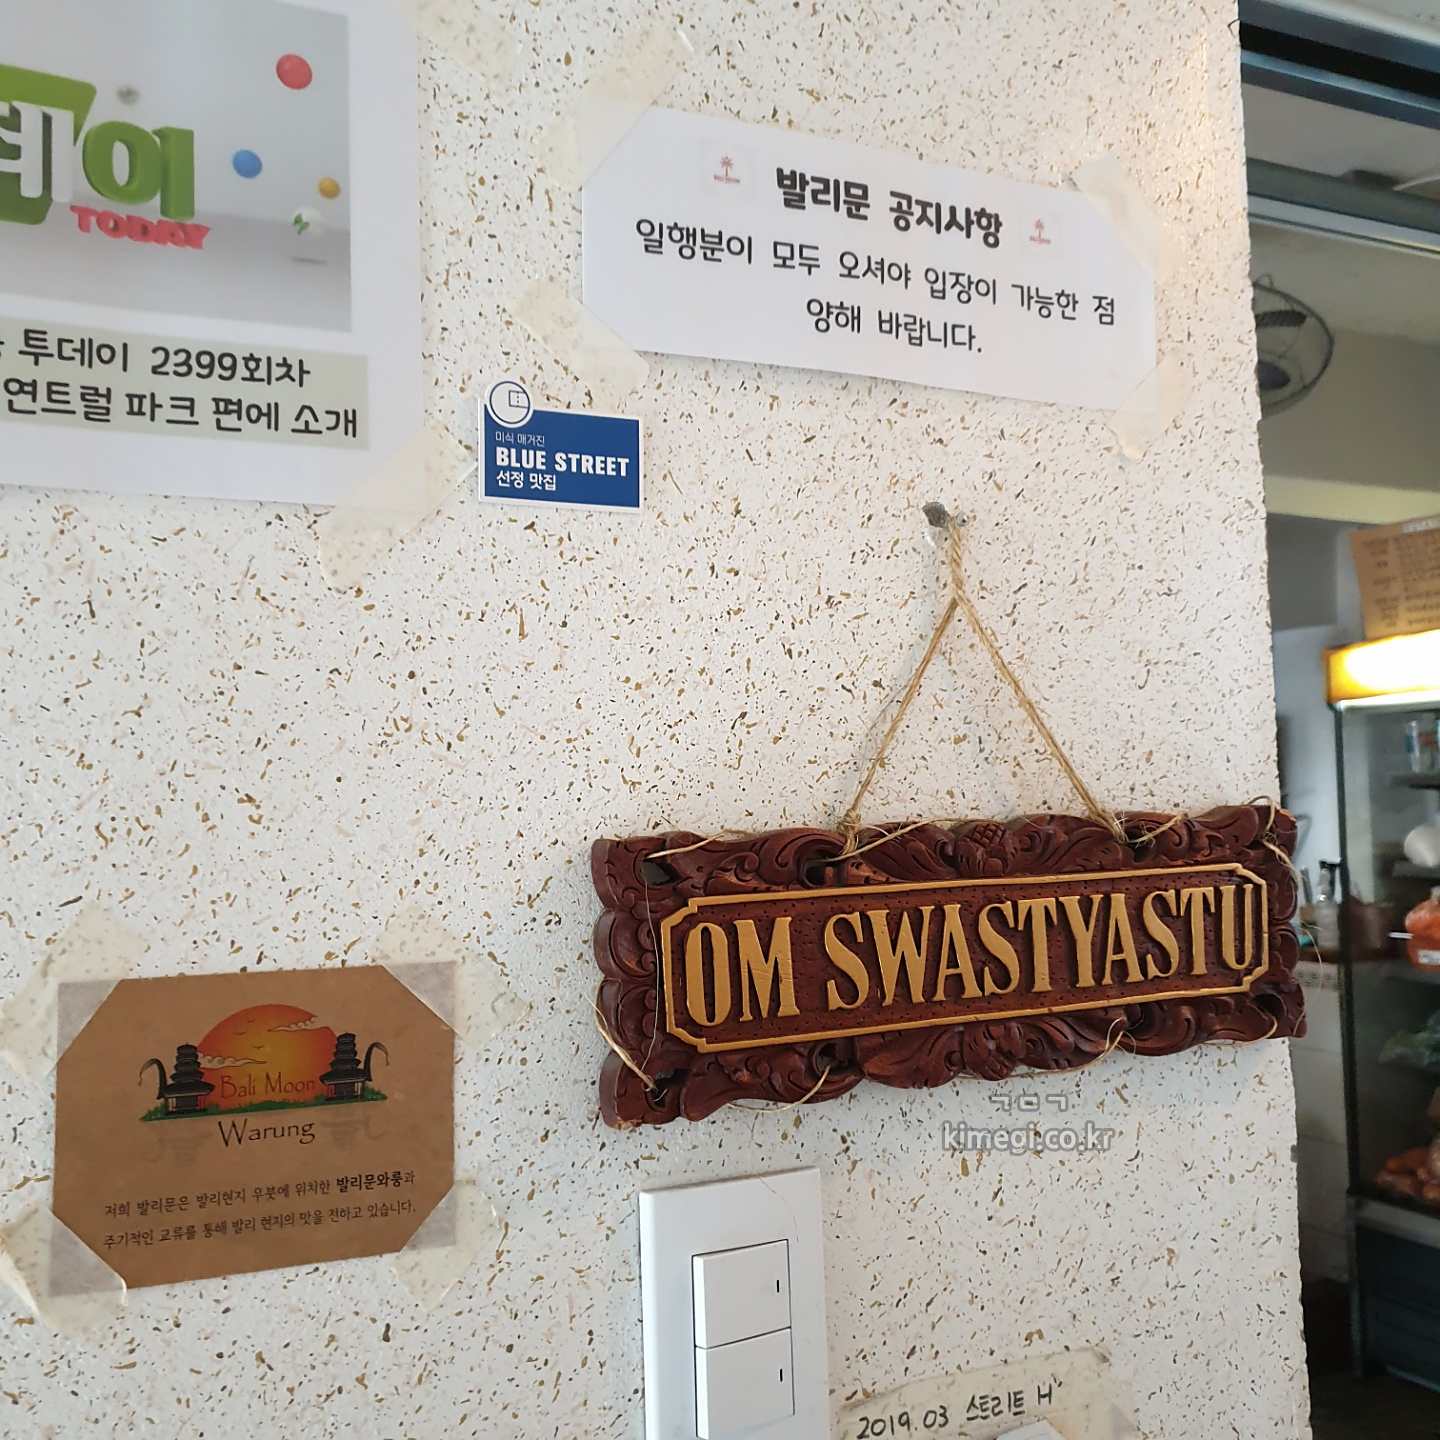 데이
TODAY
투데이 2399회차
연트럴 파크 편에 소개
발리문 공지사항
일행분이 모두 오셔야 입장이 가능한 점
양해 바랍니다.
미식 매거진
BLUE STREET
선정 맛집
OM SWASTYASTU
Bali Moon
Warung
저희 발리문은 발리현지 우붓에 위치한 발리문와룽과
주기적인 교류를 통해 발리 현지의 맛을 전하고 있습니다.
ㄱㅁㄱ
kimegi.co.kr
2019.03 스트리트 H